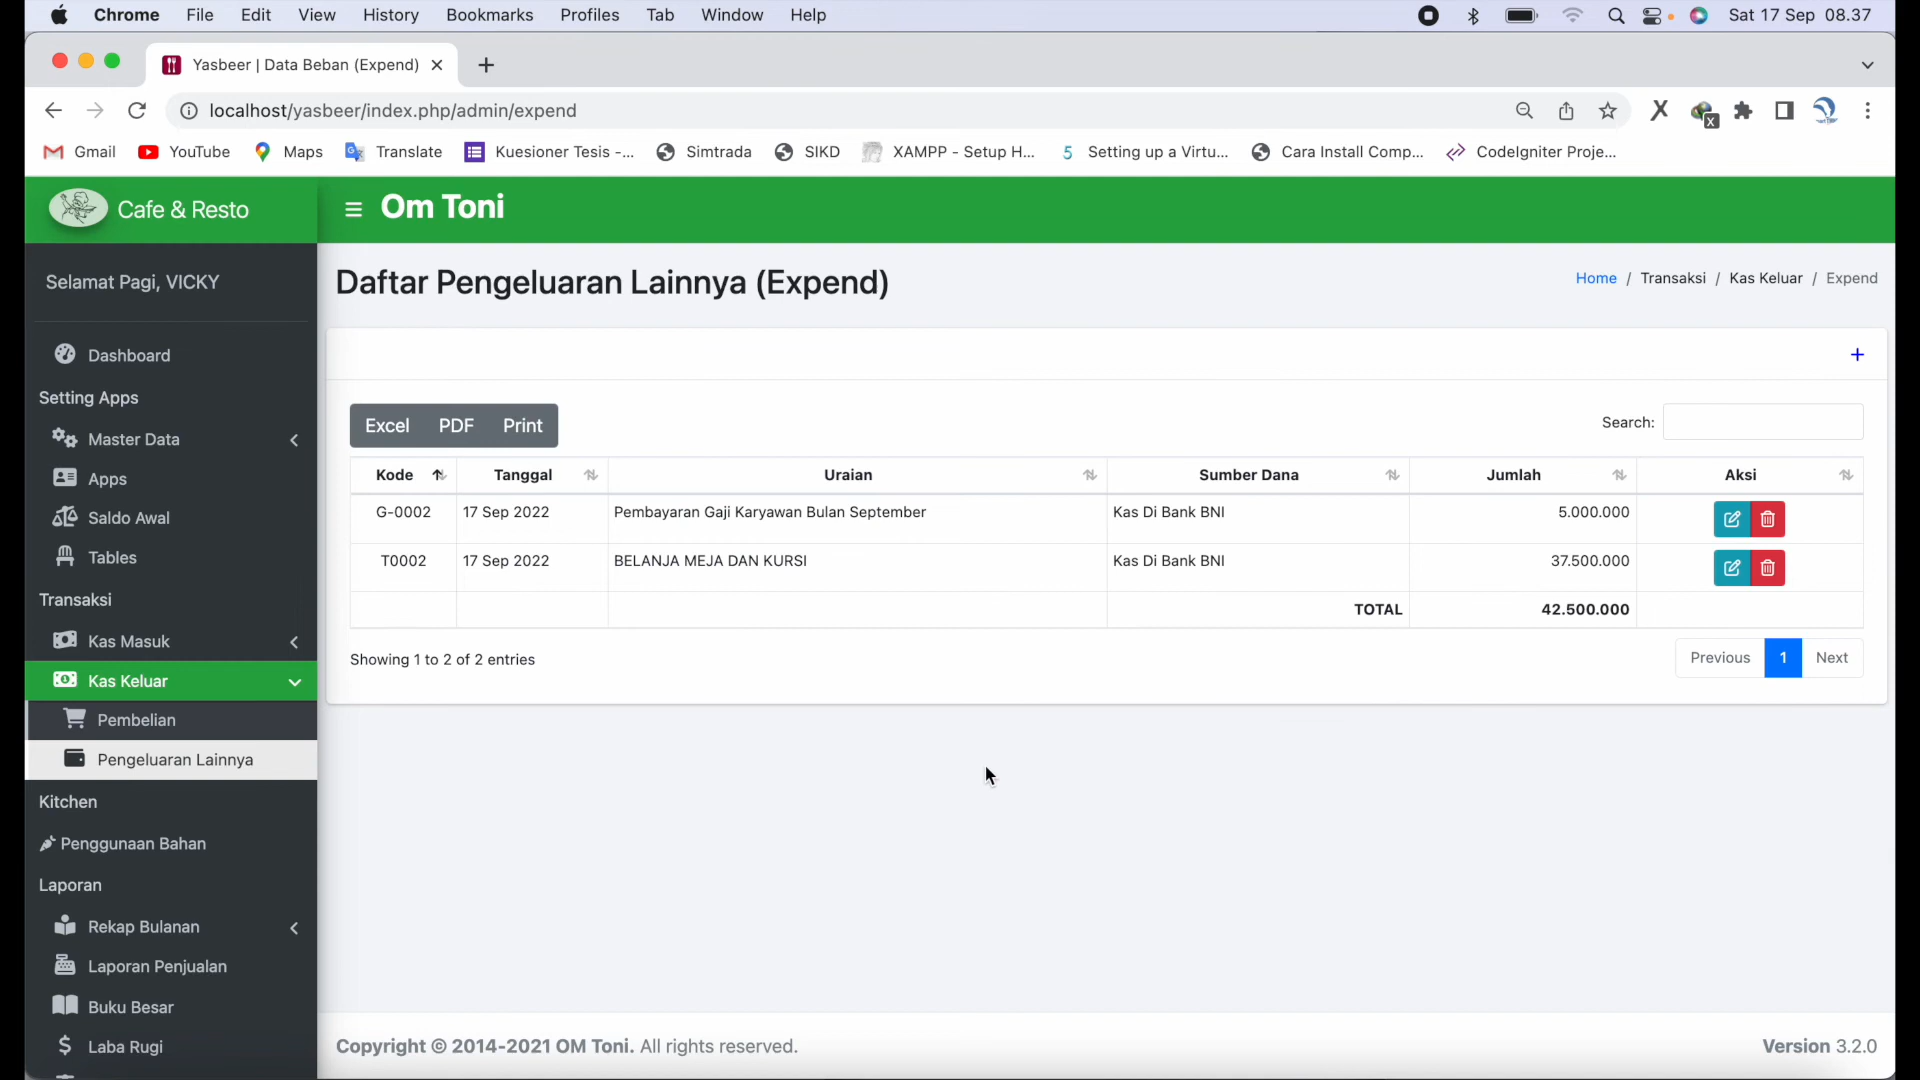 Chrome File Edit View History Bookmarks Profiles Tab Window Help Sat 17 Sep 08.37
Yasbeer | Data Beban (Expend)
localhost/yasbeer/index.php/admin/expend
Gmail YouTube Maps Translate Kuesioner Tesis -... Simtrada SIKD XAMPP - Setup H... 5 Setting up a Virtu... Cara Install Comp... CodeIgniter Proje...
Cafe & Resto
Om Toni
Selamat Pagi, VICKY
Dashboard
Setting Apps
Master Data
Apps
Saldo Awal
Tables
Transaksi
Kas Masuk
Kas Keluar
Pembelian
Pengeluaran Lainnya
Kitchen
Penggunaan Bahan
Laporan
Rekap Bulanan
Laporan Penjualan
Buku Besar
Laba Rugi
Daftar Pengeluaran Lainnya (Expend)
Home / Transaksi / Kas Keluar / Expend
+
Excel PDF Print
Search:
Kode Tanggal Uraian Sumber Dana Jumlah Aksi
G-0002 17 Sep 2022 Pembayaran Gaji Karyawan Bulan September Kas Di Bank BNI 5.000.000
T0002 17 Sep 2022 BELANJA MEJA DAN KURSI Kas Di Bank BNI 37.500.000
TOTAL 42.500.000
Showing 1 to 2 of 2 entries
Previous 1 Next
Copyright © 2014-2021 OM Toni. All rights reserved.
Version 3.2.0